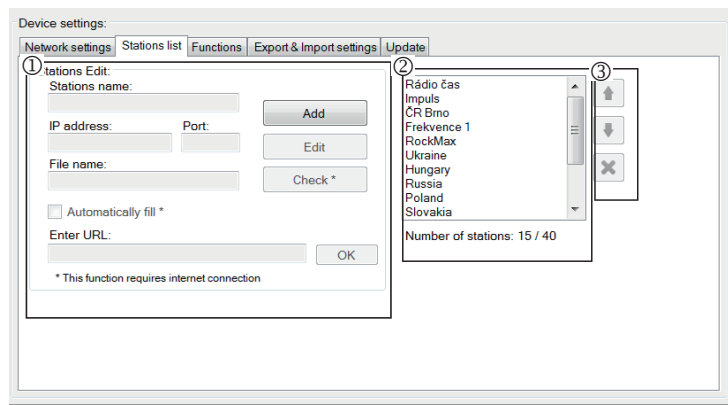 Device settings:
Network settings Stations list Functions Export & Import settings Update
① ② ③
tations Edit:
Stations name:
Add
IP address: Port:
Edit
File name:
Check *
Automatically fill *
Enter URL:
OK
* This function requires internet connection
Rádio čas
Impuls
ČR Brno
Frekvence 1
RockMax
Ukraine
Hungary
Russia
Poland
Slovakia
Number of stations: 15 / 40